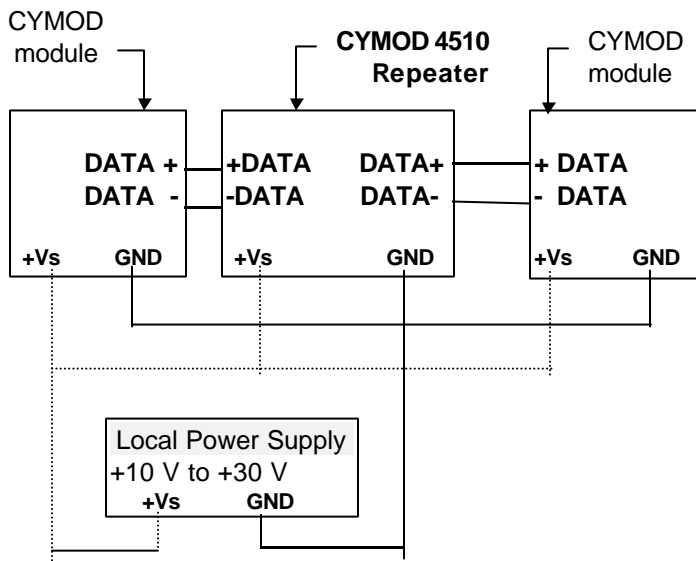 CYMOD
module
CYMOD 4510
Repeater
CYMOD
module
DATA +
DATA -
+Vs
GND
+DATA
-DATA
DATA+
DATA-
+Vs
GND
+ DATA
- DATA
+Vs
GND
Local Power Supply
+10 V to +30 V
+Vs
GND